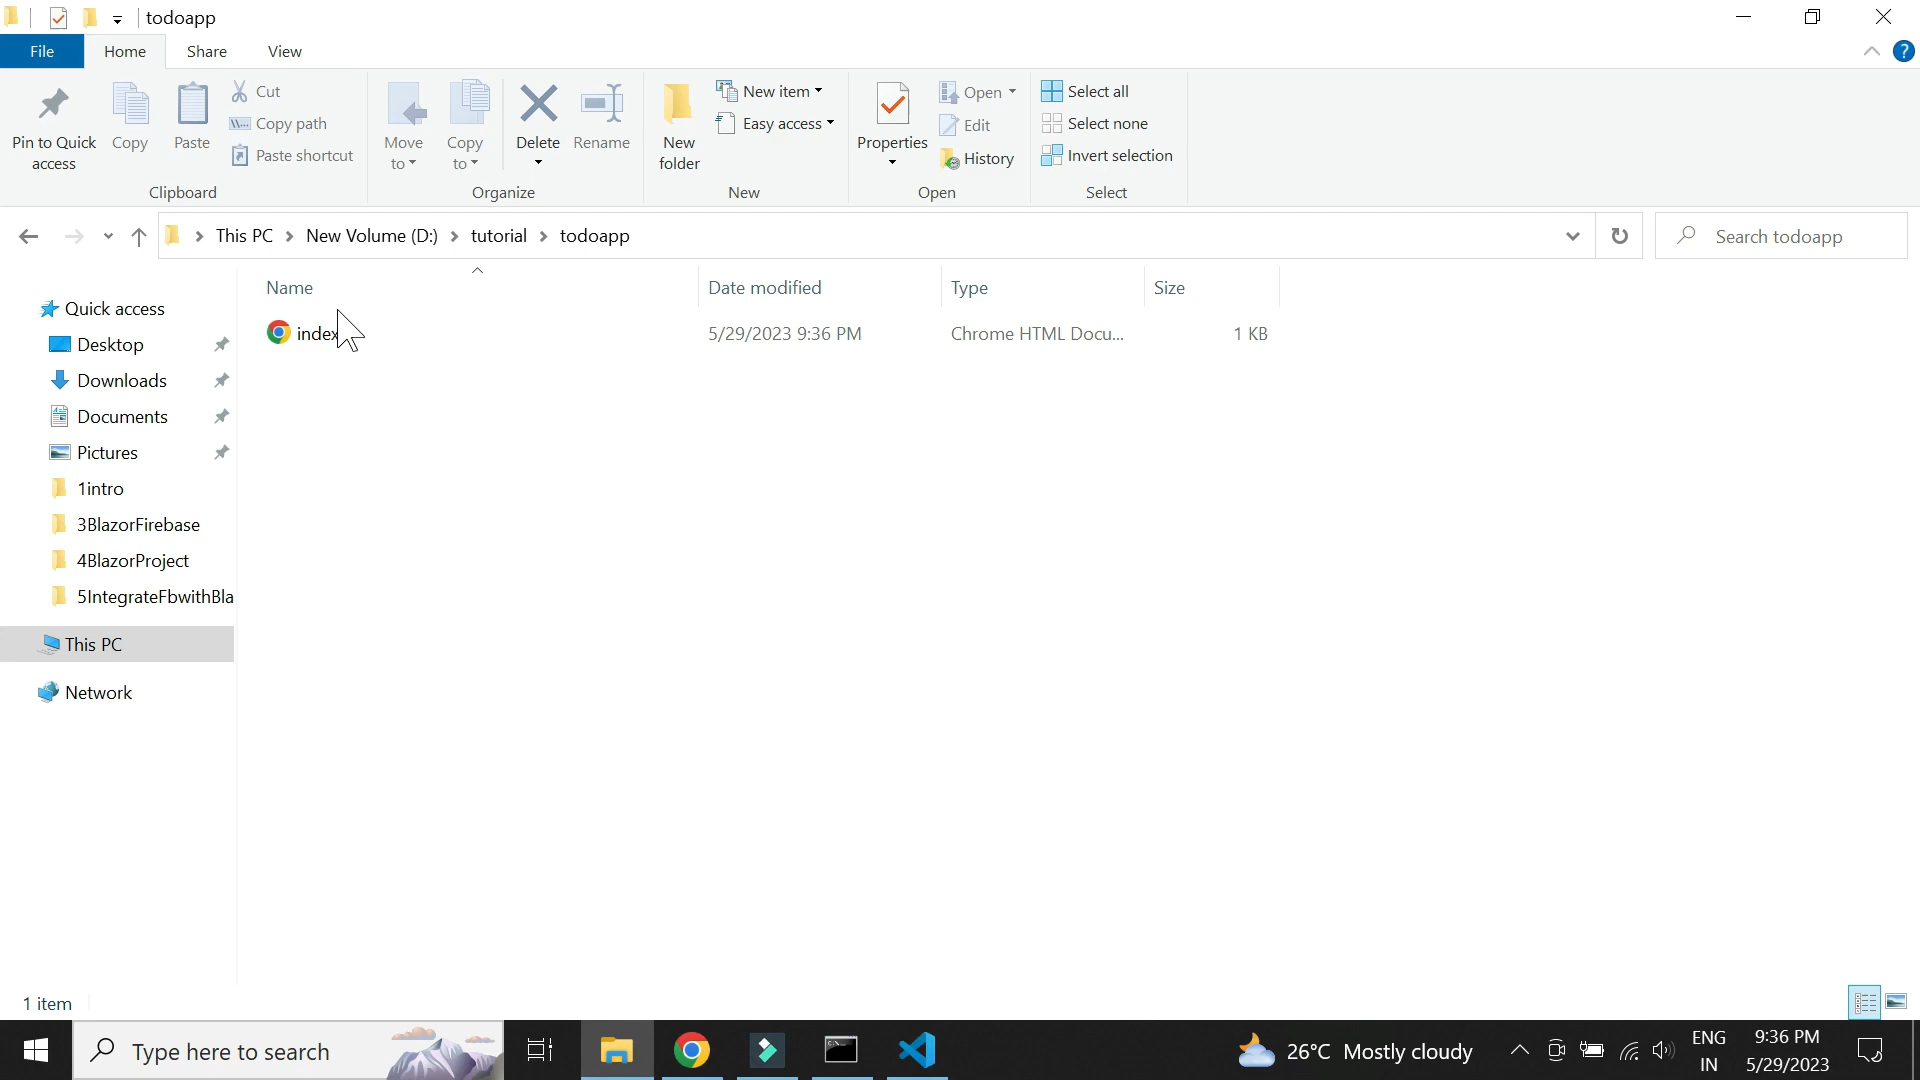 todoapp
File Home Share View
Pin to Quick access
Copy
Paste
Cut
Copy path
Paste shortcut
Clipboard
Move to
Copy to
Delete
Rename
Organize
New folder
New item
Easy access
New
Properties
Open
Edit
History
Open
Select all
Select none
Invert selection
Select
This PC New Volume (D:) tutorial todoapp
Search todoapp
Name Date modified Type Size
index 5/29/2023 9:36 PM Chrome HTML Docu... 1 KB
Quick access
Desktop
Downloads
Documents
Pictures
1intro
3BlazorFirebase
4BlazorProject
5IntegrateFbwithBla
This PC
Network
1 item
Type here to search
26°C Mostly cloudy
ENG
IN
9:36 PM
5/29/2023